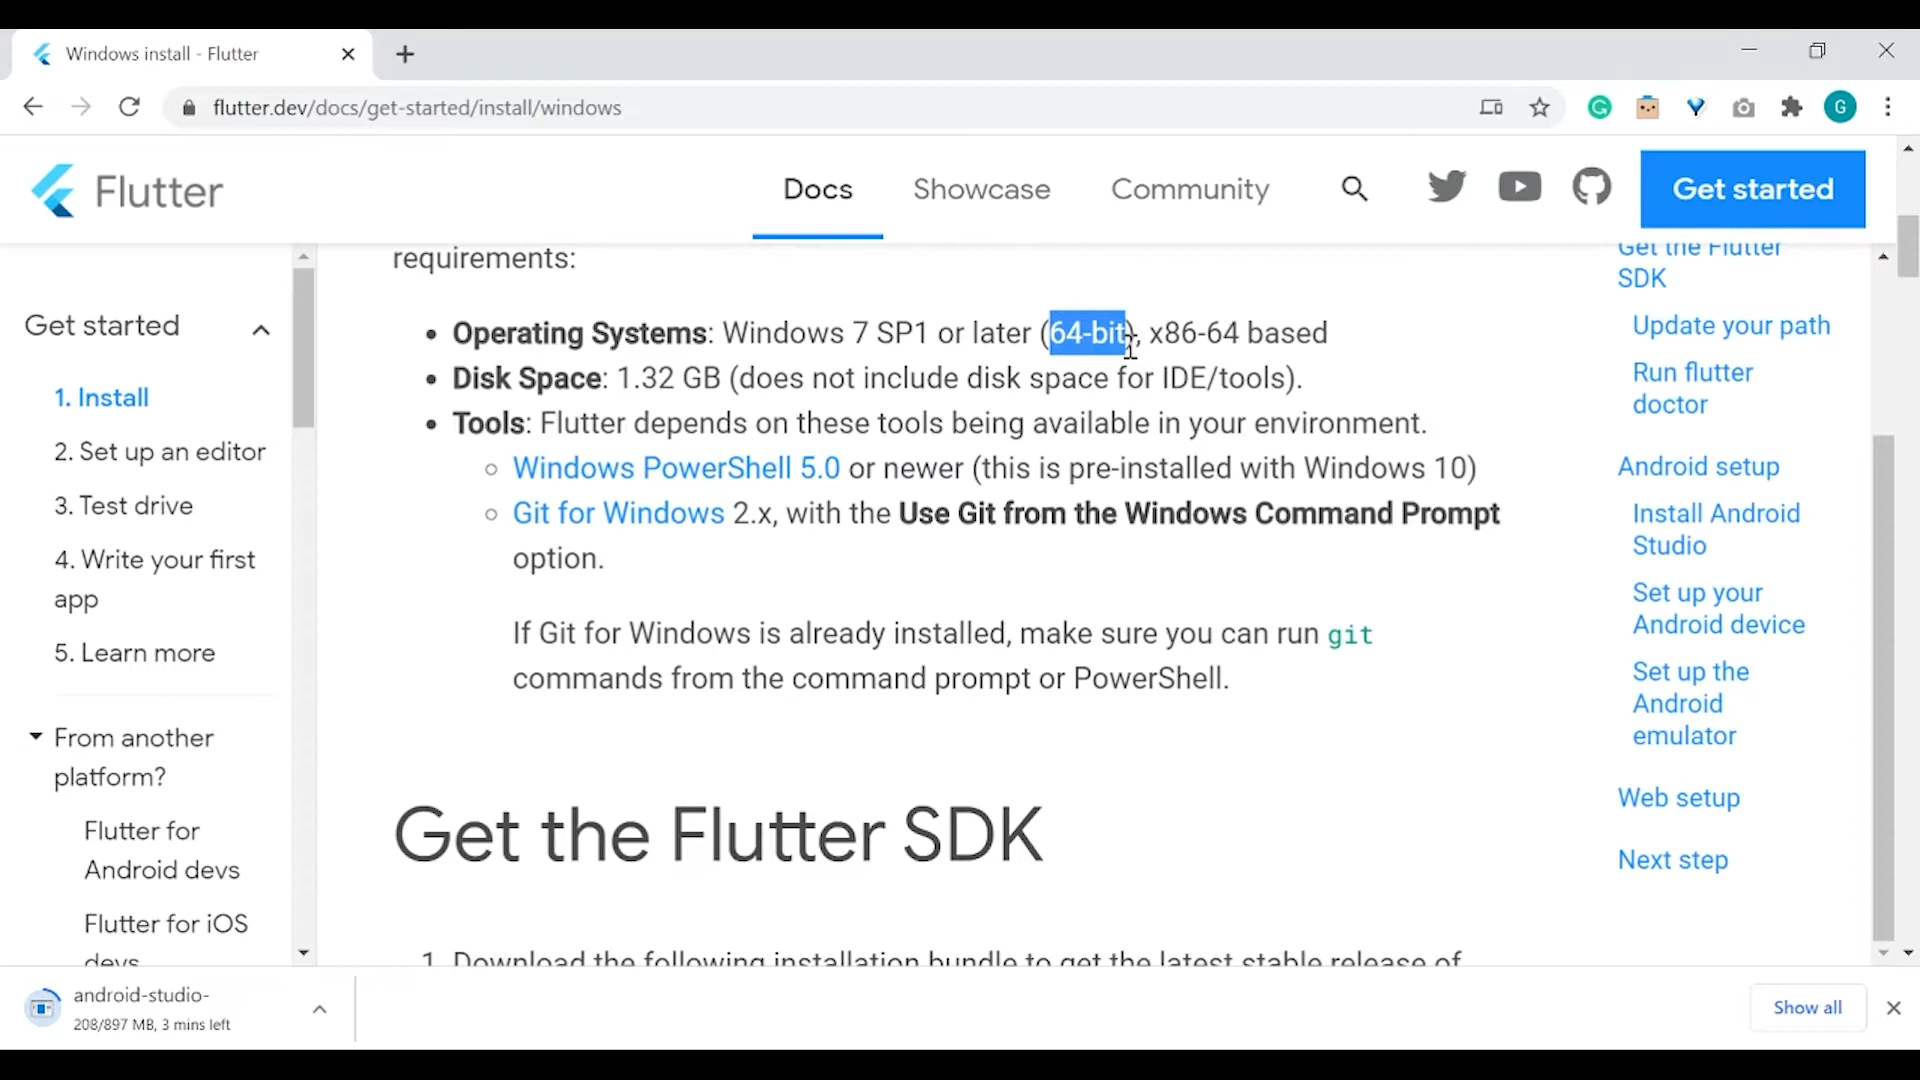 Windows install - Flutter
flutter.dev/docs/get-started/install/windows
G
Flutter
Docs
Showcase
Community
Get started
Get started
1. Install
2. Set up an editor
3. Test drive
4. Write your first
app
5. Learn more
From another
platform?
Flutter for
Android devs
Flutter for iOS
devs
requirements:
Operating Systems: Windows 7 SP1 or later (64-bit), x86-64 based
Disk Space: 1.32 GB (does not include disk space for IDE/tools).
Tools: Flutter depends on these tools being available in your environment.
Windows PowerShell 5.0 or newer (this is pre-installed with Windows 10)
Git for Windows 2.x, with the Use Git from the Windows Command Prompt
option.
If Git for Windows is already installed, make sure you can run git
commands from the command prompt or PowerShell.
Get the Flutter SDK
1. Download the following installation bundle to get the latest stable release of
Get the Flutter
SDK
Update your path
Run flutter
doctor
Android setup
Install Android
Studio
Set up your
Android device
Set up the
Android
emulator
Web setup
Next step
android-studio-
208/897 MB, 3 mins left
Show all